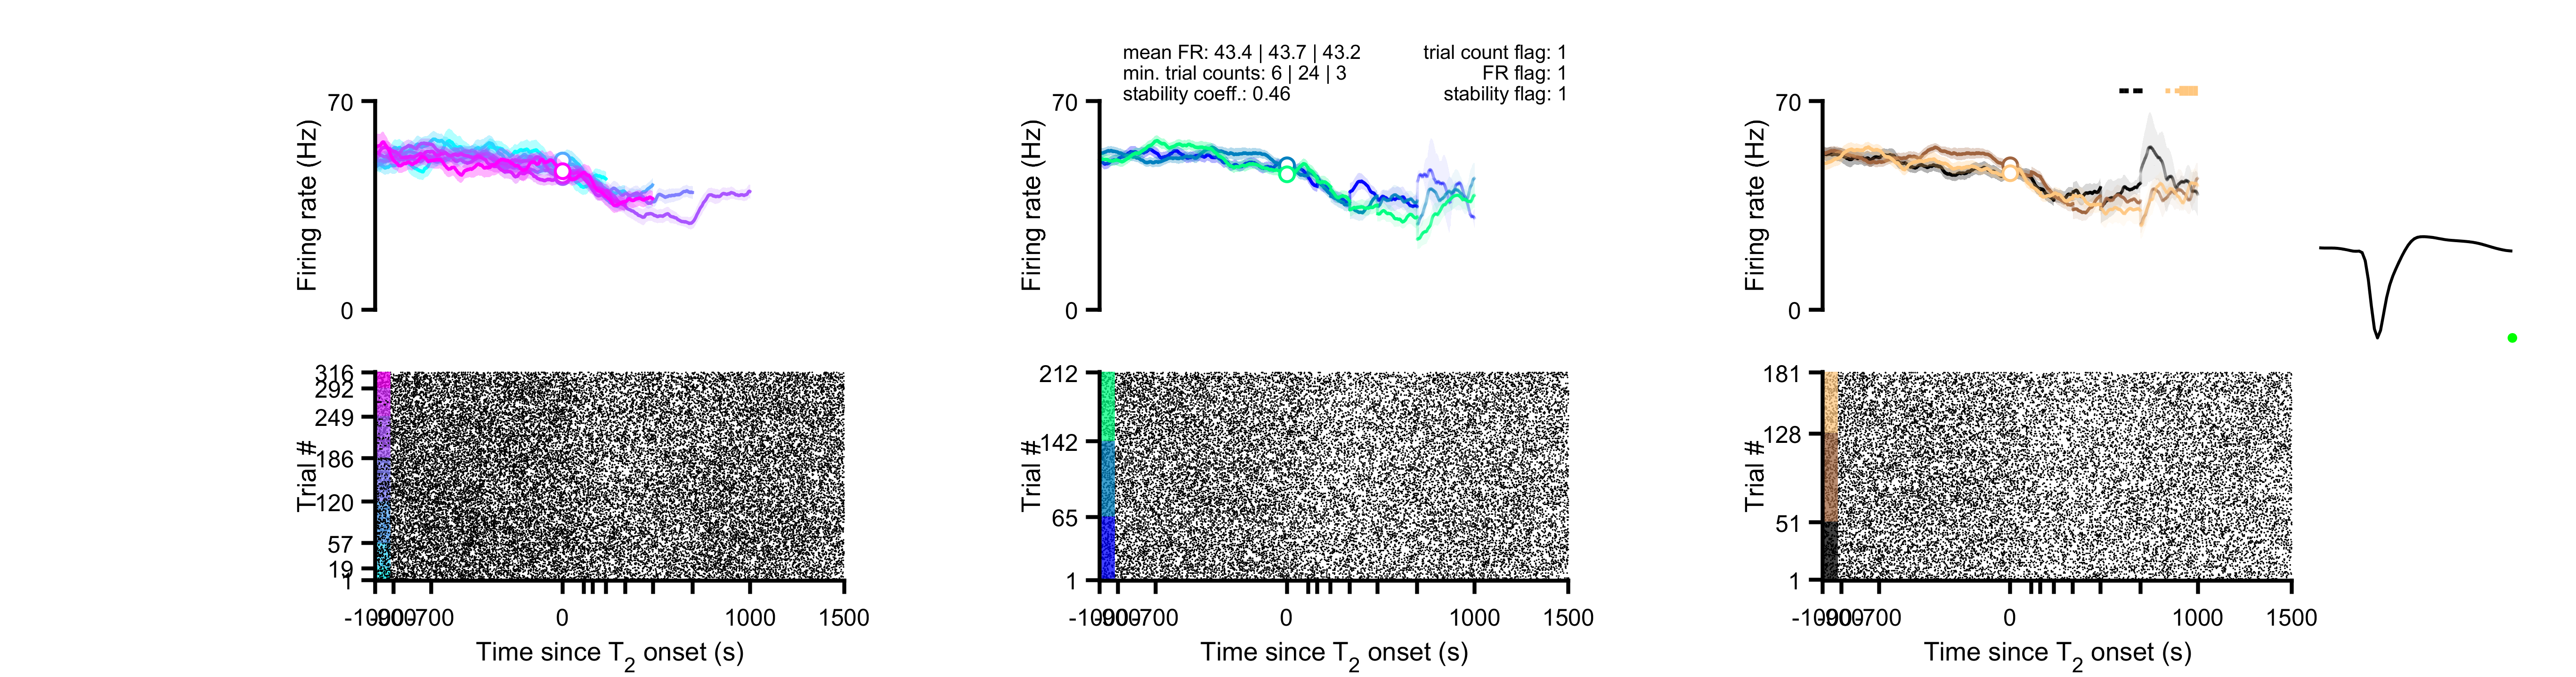 mean FR: 43.4 | 43.7 | 43.2
min. trial counts: 6 | 24 | 3
stability coeff.: 0.46
trial count flag: 1
FR flag: 1
stability flag: 1
70
Firing rate (Hz)
0
70
Firing rate (Hz)
0
70
Firing rate (Hz)
0
316
292
249
186
120
57
19
1
Trial #
0
1000
1500
-700
Time since T2 onset (s)
212
142
65
1
Trial #
-700
0
1000
1500
Time since T2 onset (s)
181
128
51
1
Trial #
-700
0
1000
1500
Time since T2 onset (s)